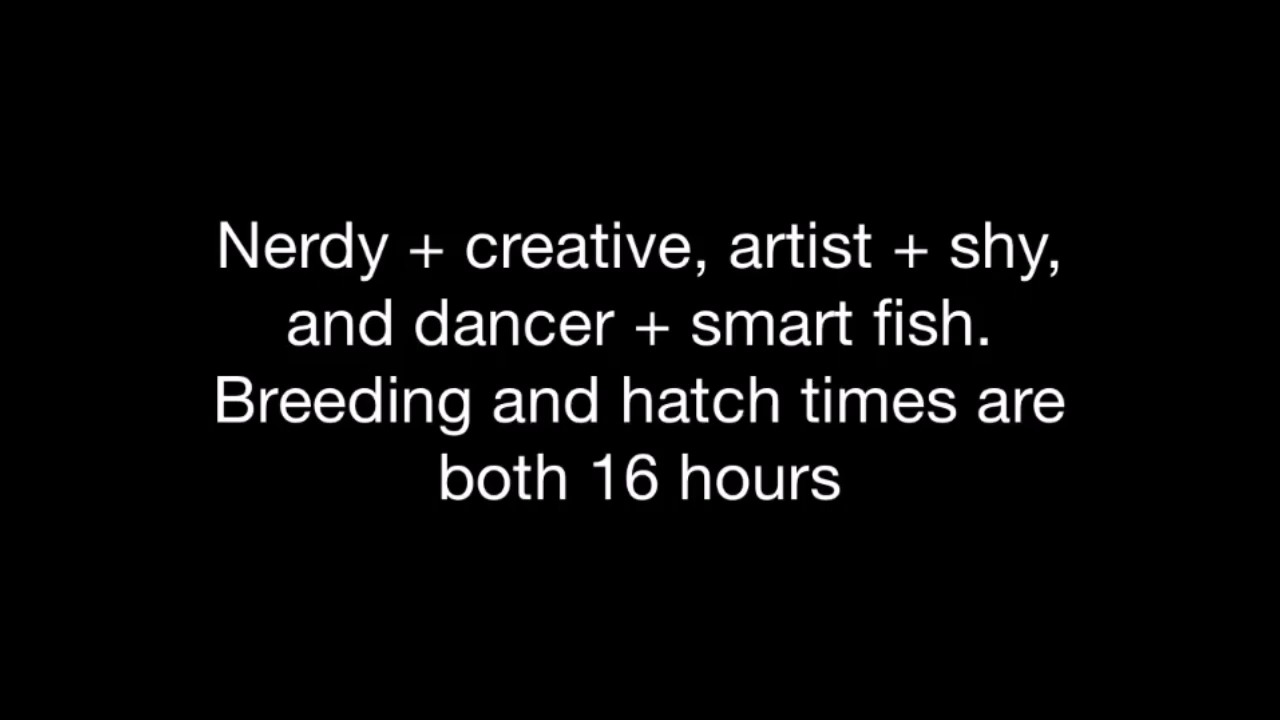 Nerdy + creative, artist + shy,
and dancer + smart fish.
Breeding and hatch times are
both 16 hours